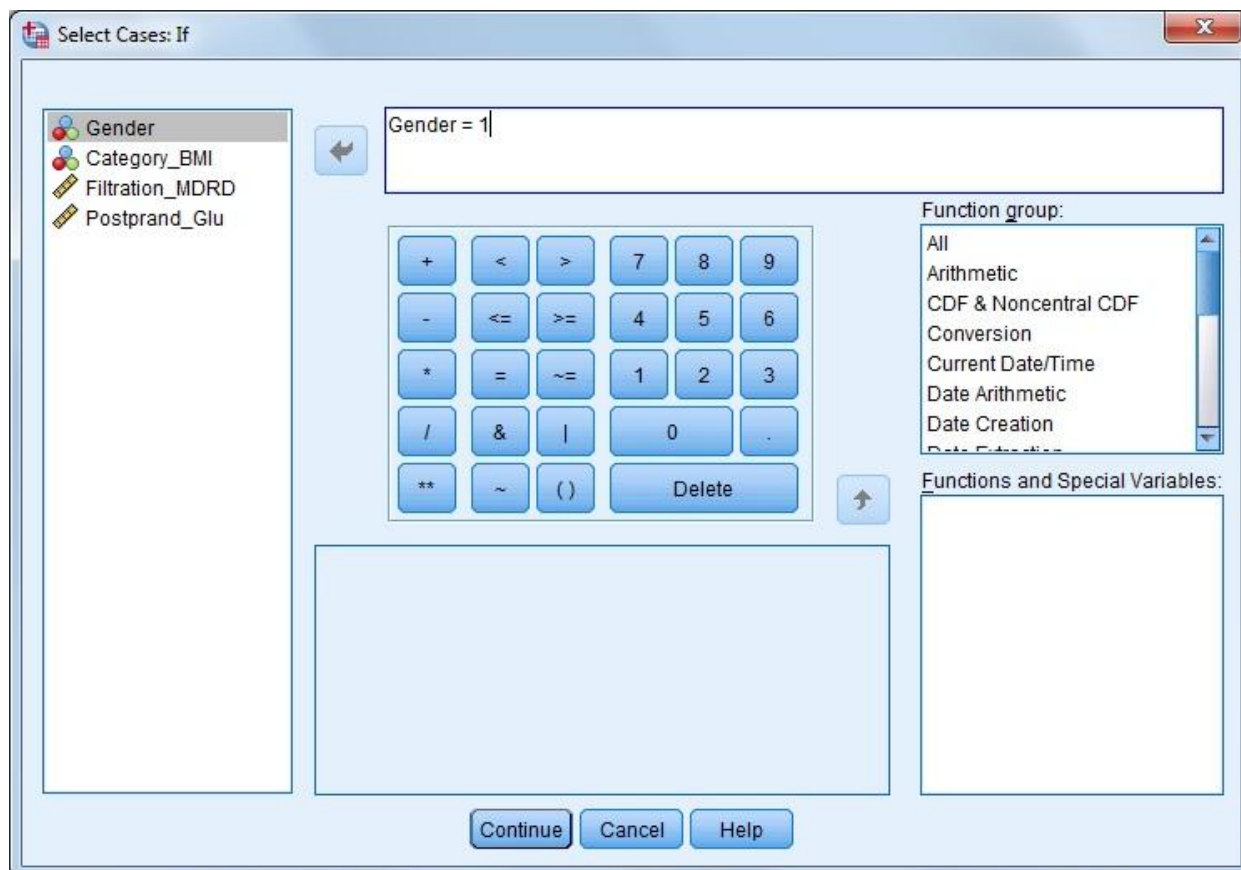 Select Cases: If
X
Gender
Category_BMI
Filtration_MDRD
Postprand_Glu
Gender = 1
+ < > 7 8 9
- <= >= 4 5 6
* = ~= 1 2 3
/ & | 0 .
** ~ ( ) Delete
Function group:
All
Arithmetic
CDF & Noncentral CDF
Conversion
Current Date/Time
Date Arithmetic
Date Creation
Functions and Special Variables:
Continue Cancel Help